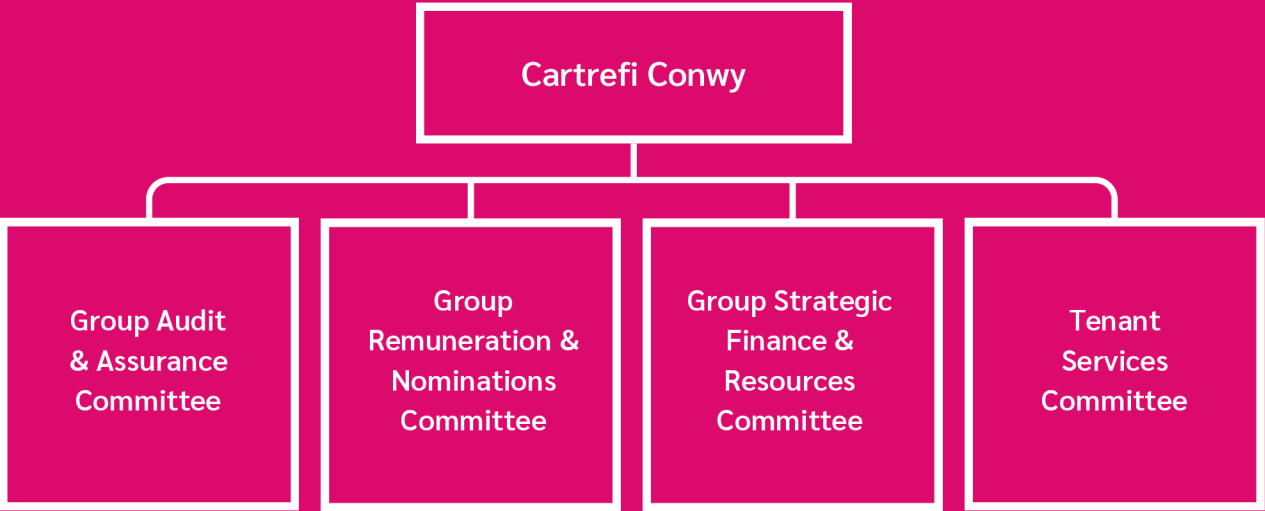 Cartrefi Conwy
Group Audit
& Assurance
Committee
Group
Remuneration &
Nominations
Committee
Group Strategic
Finance &
Resources
Committee
Tenant
Services
Committee